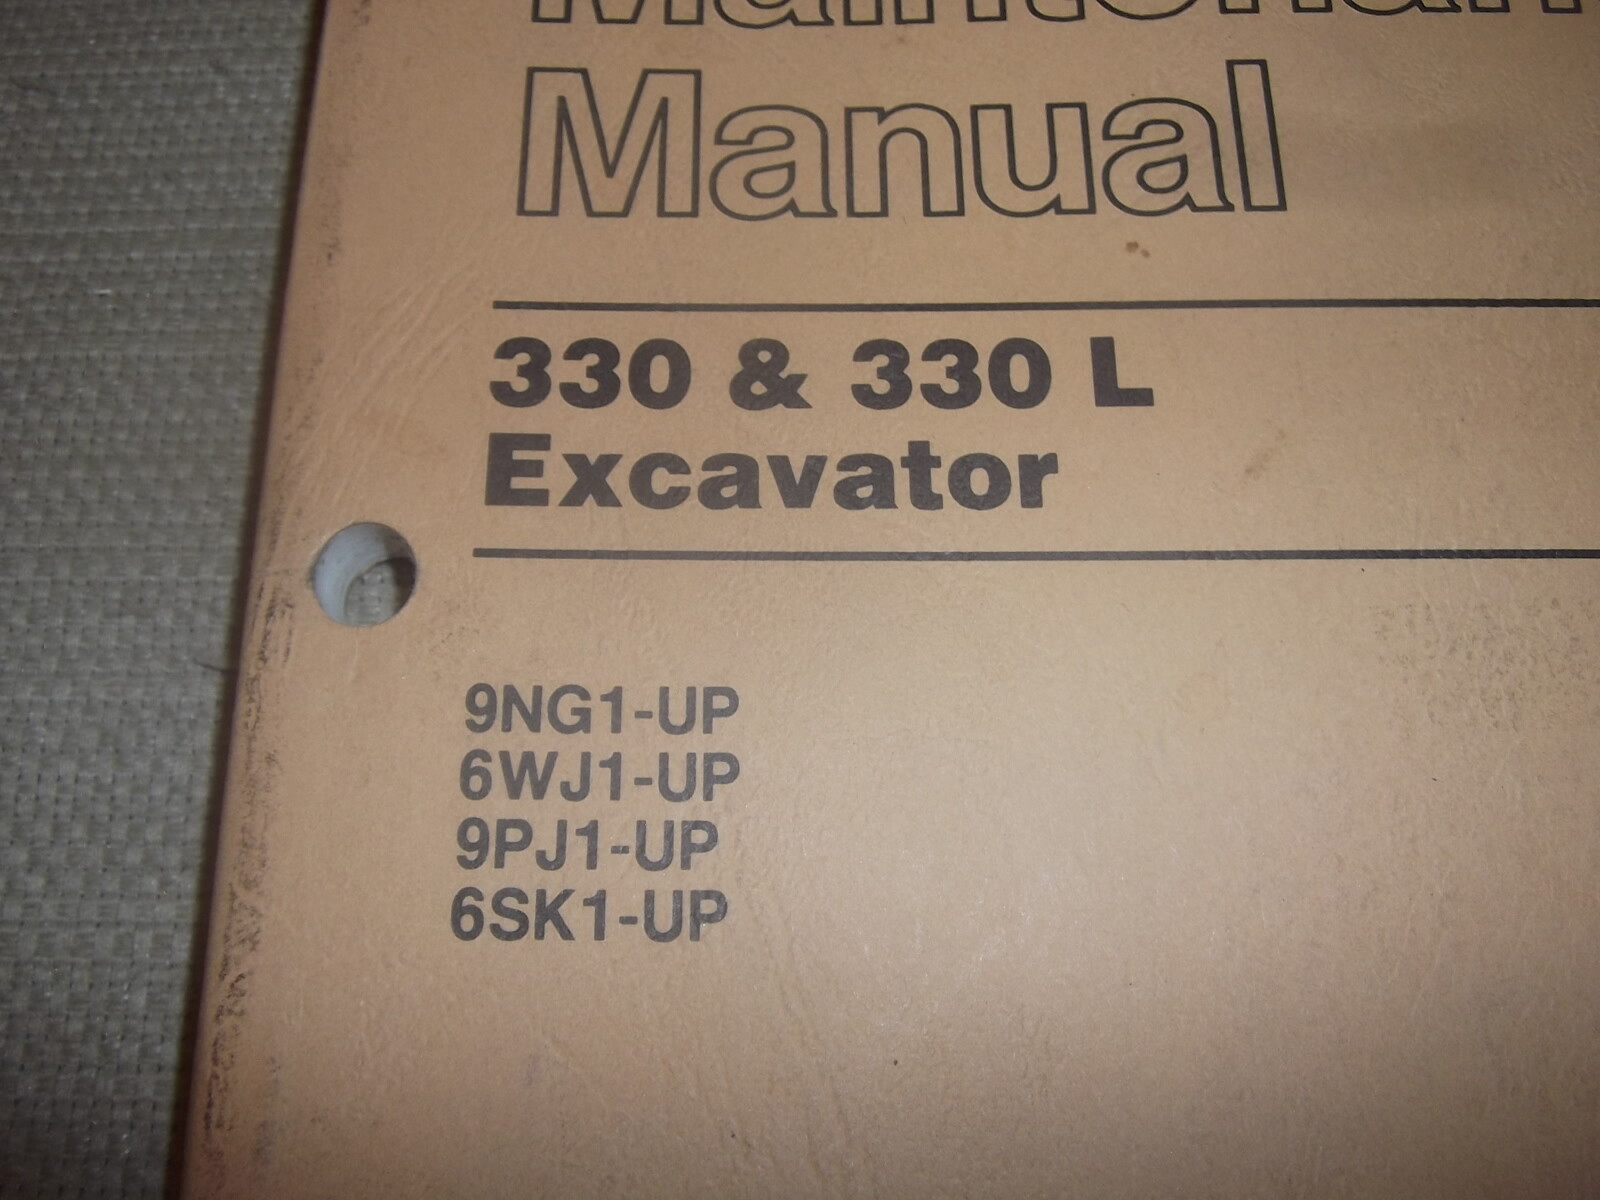 Manual
330 & 330 L
Excavator
9NG1-UP
6WJ1-UP
9PJ1-UP
6SK1-UP